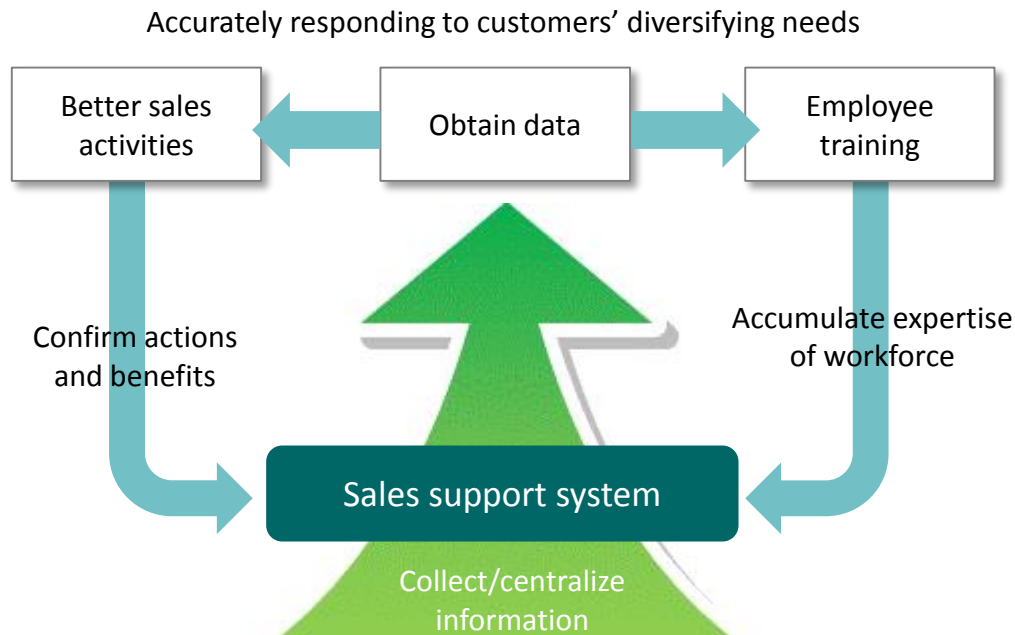 Accurately responding to customers’ diversifying needs
Better sales
activities
Obtain data
Employee
training
Confirm actions
and benefits
Accumulate expertise
of workforce
Sales support system
Collect/centralize
information